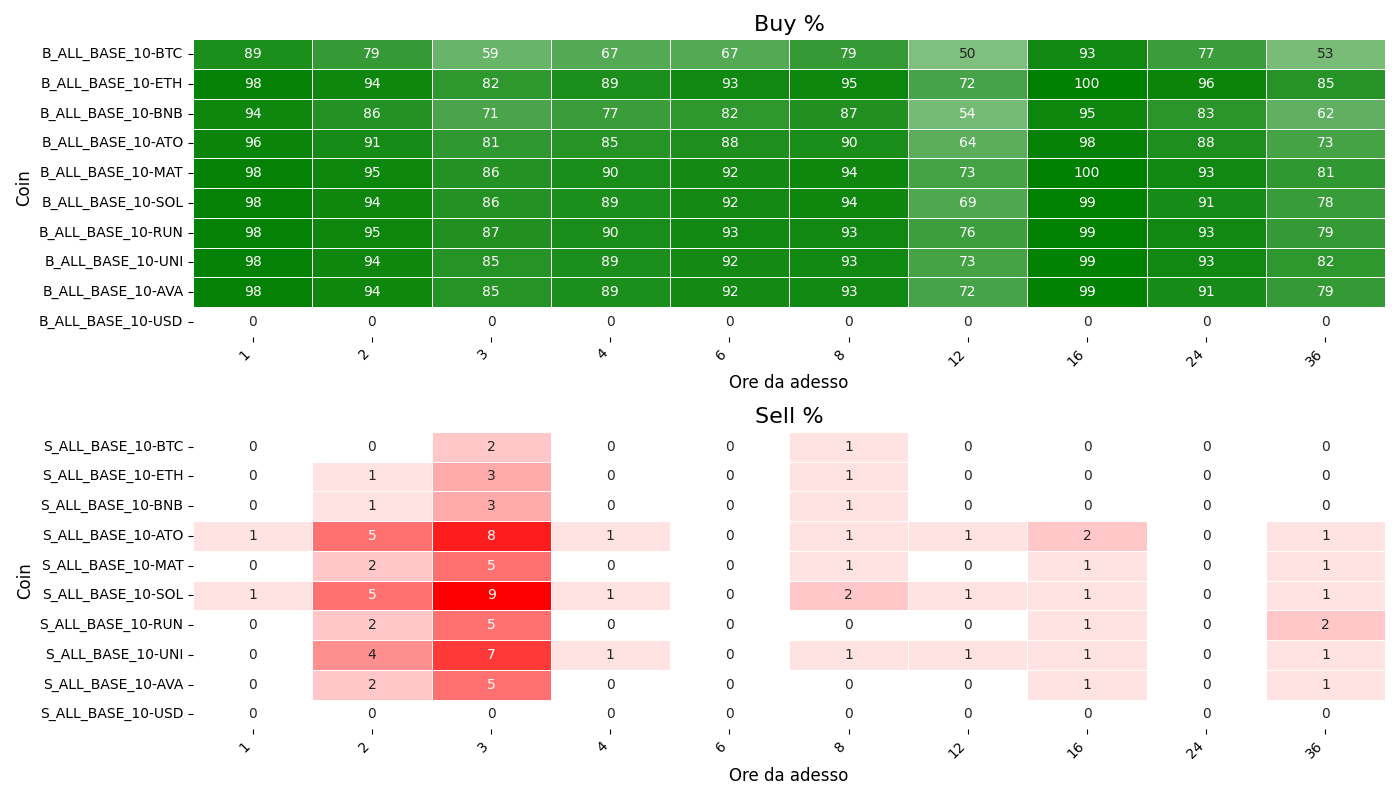 Buy %
Coin
B_ALL_BASE_10-BTC 89 79 59 67 67 79 50 93 77 53
B_ALL_BASE_10-ETH 98 94 82 89 93 95 72 100 96 85
B_ALL_BASE_10-BNB 94 86 71 77 82 87 54 95 83 62
B_ALL_BASE_10-ATO 96 91 81 85 88 90 64 98 88 73
B_ALL_BASE_10-MAT 98 95 86 90 92 94 73 100 93 81
B_ALL_BASE_10-SOL 98 94 86 89 92 94 69 99 91 78
B_ALL_BASE_10-RUN 98 95 87 90 93 93 76 99 93 79
B_ALL_BASE_10-UNI 98 94 85 89 92 93 73 99 93 82
B_ALL_BASE_10-AVA 98 94 85 89 92 93 72 99 91 79
B_ALL_BASE_10-USD 0 0 0 0 0 0 0 0 0 0
1 2 3 4 6 8 12 16 24 36
Ore da adesso
Sell %
Coin
S_ALL_BASE_10-BTC 0 0 2 0 0 1 0 0 0 0
S_ALL_BASE_10-ETH 0 1 3 0 0 1 0 0 0 0
S_ALL_BASE_10-BNB 0 1 3 0 0 1 0 0 0 0
S_ALL_BASE_10-ATO 1 5 8 1 0 1 1 2 0 1
S_ALL_BASE_10-MAT 0 2 5 0 0 1 0 1 0 1
S_ALL_BASE_10-SOL 1 5 9 1 0 2 1 1 0 1
S_ALL_BASE_10-RUN 0 2 5 0 0 0 0 1 0 2
S_ALL_BASE_10-UNI 0 4 7 1 0 1 1 1 0 1
S_ALL_BASE_10-AVA 0 2 5 0 0 0 0 1 0 1
S_ALL_BASE_10-USD 0 0 0 0 0 0 0 0 0 0
1 2 3 4 6 8 12 16 24 36
Ore da adesso